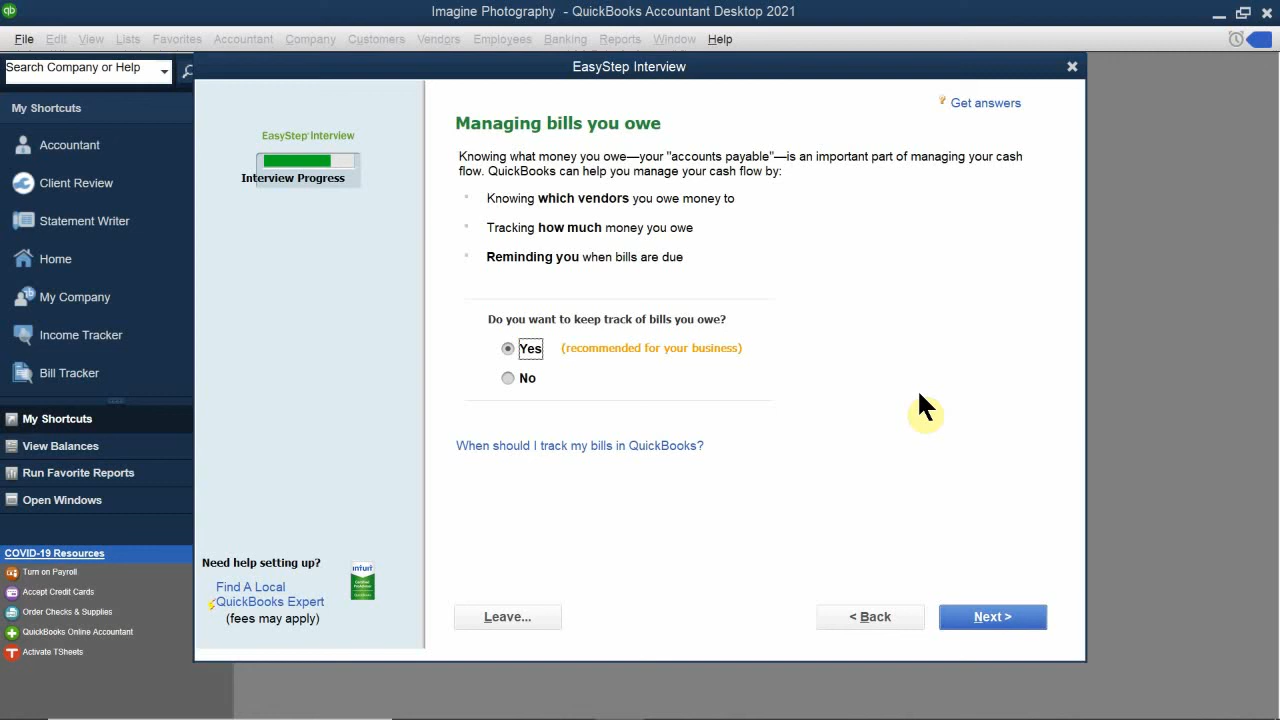 Imagine Photography - QuickBooks Accountant Desktop 2021
File Edit View Lists Favorites Accountant Company Customers Vendors Employees Banking Reports Window Help
Search Company or Help
My Shortcuts
Accountant
Client Review
Statement Writer
Home
My Company
Income Tracker
Bill Tracker
My Shortcuts
View Balances
Run Favorite Reports
Open Windows
COVID-19 Resources
Turn on Payroll
Accept Credit Cards
Order Checks & Supplies
QuickBooks Online Accountant
Activate TSheets
EasyStep Interview
EasyStep Interview
Interview Progress
Need help setting up?
Find A Local
QuickBooks Expert
(fees may apply)
intuit
Get answers
Managing bills you owe
Knowing what money you owe—your "accounts payable"—is an important part of managing your cash
flow. QuickBooks can help you manage your cash flow by:
Knowing which vendors you owe money to
Tracking how much money you owe
Reminding you when bills are due
Do you want to keep track of bills you owe?
Yes (recommended for your business)
No
When should I track my bills in QuickBooks?
Leave... < Back Next >